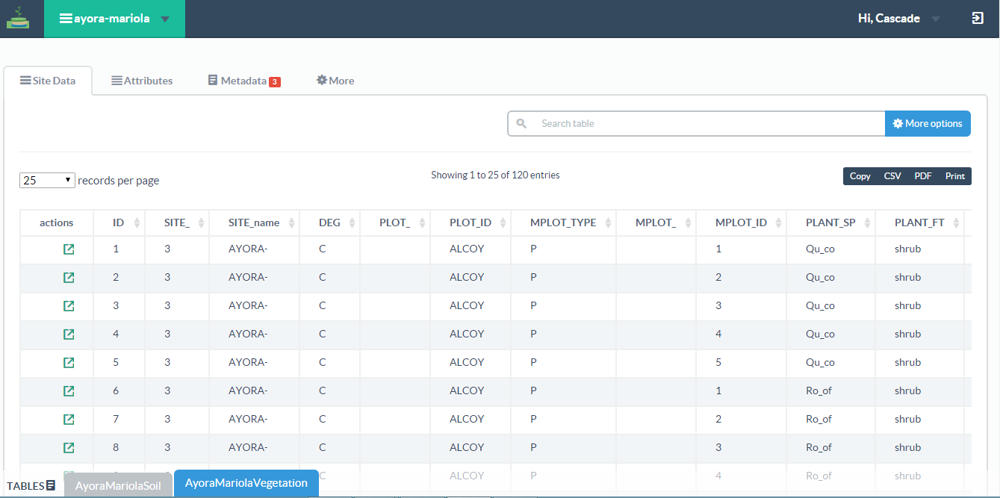 ayora-mariola Hi, Cascade
Site Data Attributes Metadata 3 More
Search table More options
25 records per page Showing 1 to 25 of 120 entries Copy CSV PDF Print
actions ID SITE_ SITE_name DEG PLOT_ PLOT_ID MPLOT_TYPE MPLOT_ MPLOT_ID PLANT_SP PLANT_FT
1 3 AYORA- C ALCOY P 1 Qu_co shrub
2 3 AYORA- C ALCOY P 2 Qu_co shrub
3 3 AYORA- C ALCOY P 3 Qu_co shrub
4 3 AYORA- C ALCOY P 4 Qu_co shrub
5 3 AYORA- C ALCOY P 5 Qu_co shrub
6 3 AYORA- C ALCOY P 1 Ro_of shrub
7 3 AYORA- C ALCOY P 2 Ro_of shrub
8 3 AYORA- C ALCOY P 3 Ro_of shrub
C ALCOY P 4 Ro_of shrub
TABLES AyoraMariolaSoil AyoraMariolaVegetation